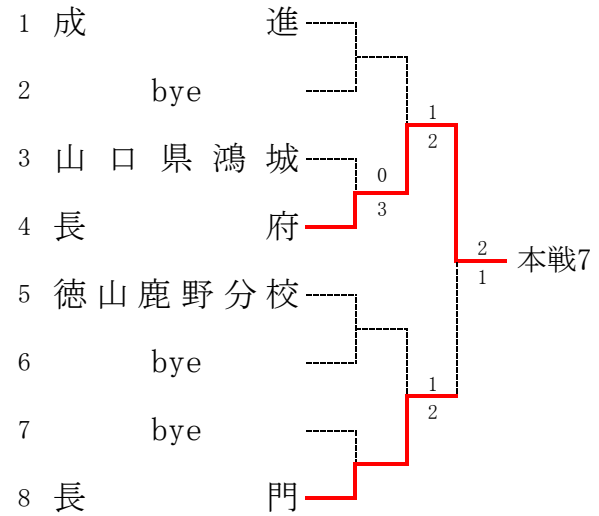 1 成進
2 bye
1
2
3 山口県鴻城
0
3
4 長府
2
本戦7
1
5 徳山鹿野分校
6 bye
1
2
7 bye
8 長門